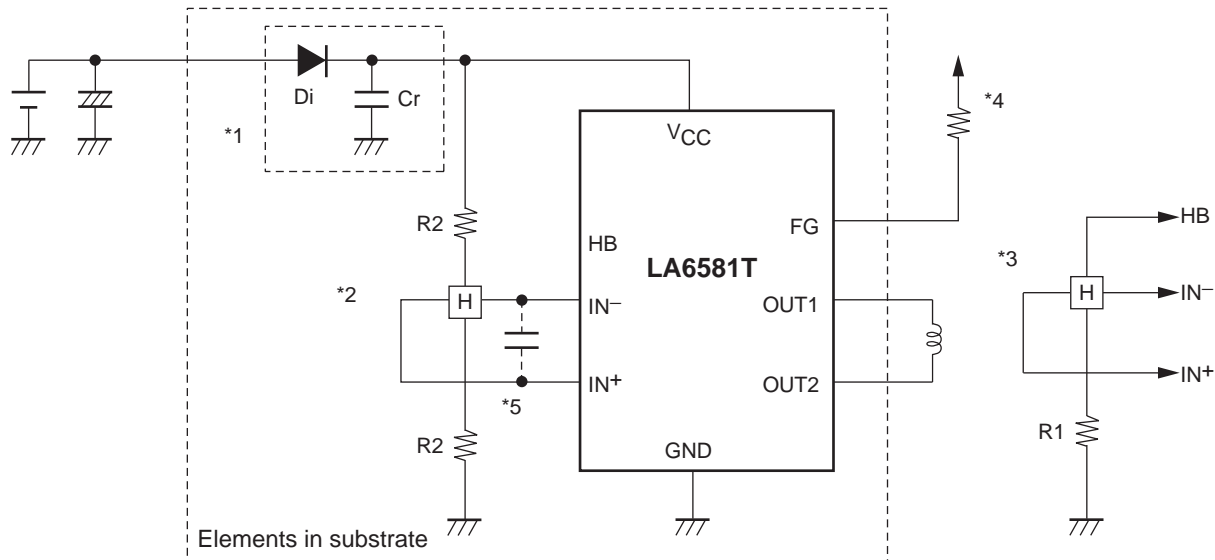 Di
Cr
*1
*4
VCC
R2
HB
FG
HB
LA6581T
*3
*2
H
IN−
OUT1
H
IN−
IN+
OUT2
IN+
*5
R2
GND
R1
Elements in substrate